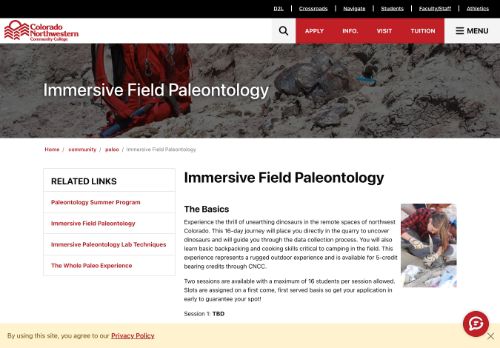 D2L | Crossroads | Navigate | Students | Faculty/Staff | Athletics
Colorado
Northwestern
Community College
APPLY INFO. VISIT TUITION MENU
Immersive Field Paleontology
Home / community / paleo / Immersive Field Paleontology
RELATED LINKS
Paleontology Summer Program
Immersive Field Paleontology
Immersive Paleontology Lab Techniques
The Whole Paleo Experience
Immersive Field Paleontology
The Basics
Experience the thrill of unearthing dinosaurs in the remote spaces of northwest
Colorado. This 16-day journey will place you directly in the quarry to uncover
dinosaurs and will guide you through the data collection process. You will also
learn basic backpacking and cooking skills critical to camping in the field. This
experience represents a rugged outdoor experience and is available for 5-credit
bearing credits through CNCC.
Two sessions are available with a maximum of 16 students per session allowed.
Slots are assigned on a first come, first served basis so get your application in
early to guarantee your spot!
Session 1: TBD
By using this site, you agree to our Privacy Policy